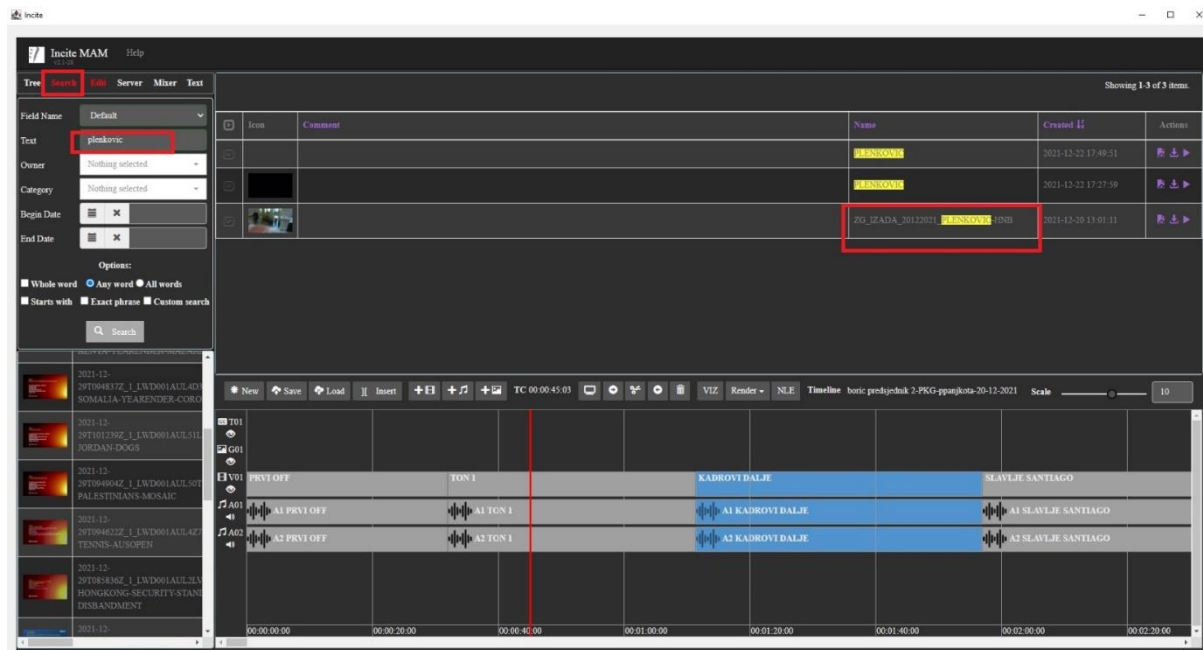 Incite
Incite MAM Help
v2.1-28
Tree Search Edit Server Mixer Text
Showing 1-3 of 3 items.
Field Name Default
Text plenkovic
Owner Nothing selected
Category Nothing selected
Begin Date
End Date
Options:
Whole word Any word All words
Starts with Exact phrase Custom search
Search
Icon Comment Name Created Actions
PLENKOVIC 2021-12-22 17:49:51
PLENKOVIC 2021-12-22 17:27:59
ZG_IZADA_20122021_PLENKOVIC-HNB 2021-12-20 13:01:11
2021-12-
SOMALIA-YEARENDER-CORO
2021-12-
JORDAN-DOGS
2021-12-
PALESTINIANS-MOSAIC
2021-12-
TENNIS-AUSOPEN
2021-12-
HONGKONG-SECURITY-STAND
DISBANDMENT
2021-12-
New Save Load Insert TC 00:00:45:03 VIZ Render NLE Timeline boric predsjednik 2-PKG-ppanjkota-20-12-2021 Scale 10
T01
G01
V01 PRVI OFF TON 1 KADROVI DALJE SLAVLJE SANTIAGO
A01 A1 PRVI OFF A1 TON 1 A1 KADROVI DALJE A1 SLAVLJE SANTIAGO
A02 A2 PRVI OFF A2 TON 1 A2 KADROVI DALJE A2 SLAVLJE SANTIAGO
00:00:00:00 00:00:20:00 00:00:40:00 00:01:00:00 00:01:20:00 00:01:40:00 00:02:00:00 00:02:20:00